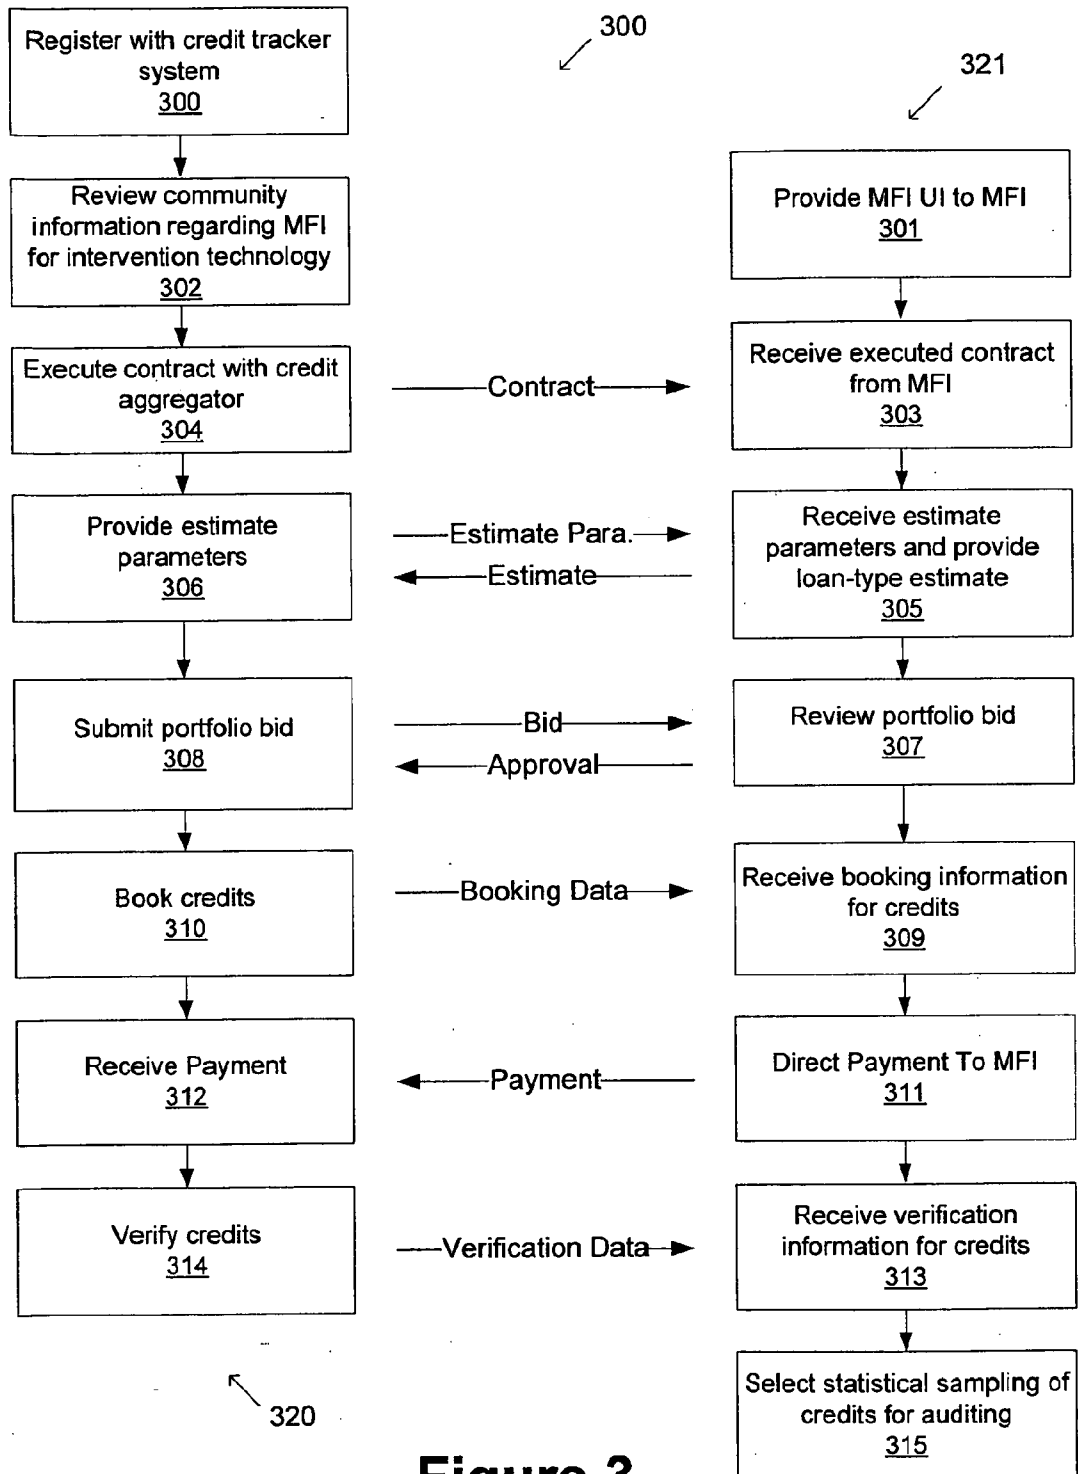 Register with credit tracker
system
300
Review community
information regarding MFI
for intervention technology
302
Execute contract with credit
aggregator
304
Provide estimate
parameters
306
Submit portfolio bid
308
Book credits
310
Receive Payment
312
Verify credits
314
320
300
Contract
Estimate Para.
Estimate
Bid
Approval
Booking Data
Payment
Verification Data
321
Provide MFI UI to MFI
301
Receive executed contract
from MFI
303
Receive estimate
parameters and provide
loan-type estimate
305
Review portfolio bid
307
Receive booking information
for credits
309
Direct Payment To MFI
311
Receive verification
information for credits
313
Select statistical sampling of
credits for auditing
315
Figure 3